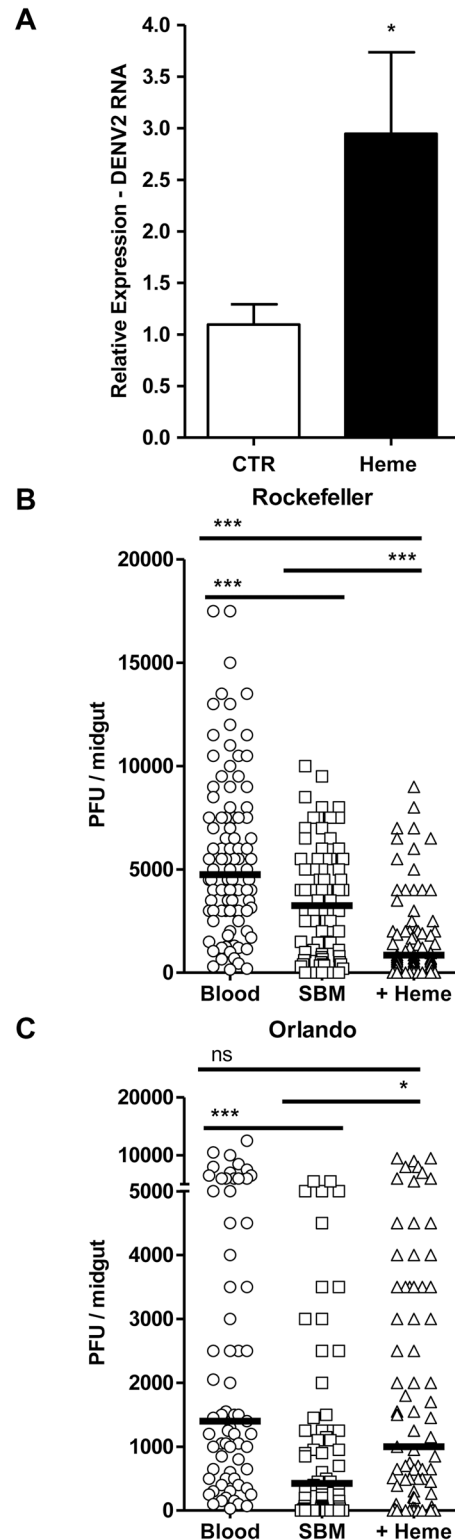 A
Relative Expression - DENV2 RNA
4.0
3.5
3.0
2.5
2.0
1.5
1.0
0.5
0.0
*
CTR Heme
B
Rockefeller
***
***
***
PFU / midgut
20000
15000
10000
5000
0
Blood SBM + Heme
C
Orlando
ns
*
***
PFU / midgut
20000
10000
5000
4000
3000
2000
1000
0
Blood SBM + Heme